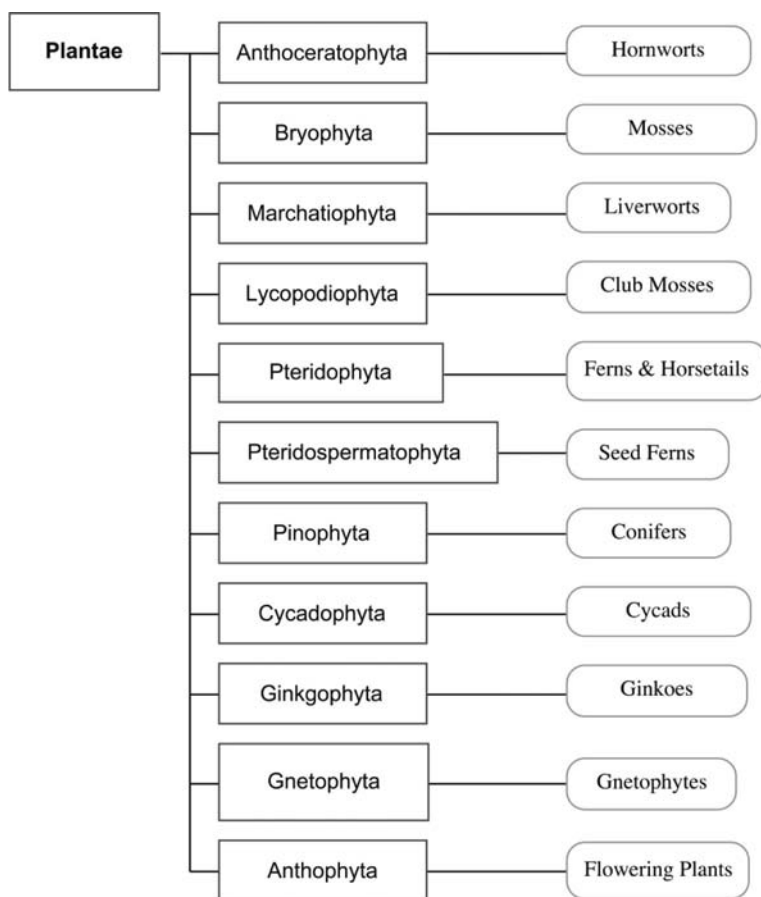 Plantae
Anthoceratophyta
Hornworts
Bryophyta
Mosses
Marchatiophyta
Liverworts
Lycopodiophyta
Club Mosses
Pteridophyta
Ferns & Horsetails
Pteridospermatophyta
Seed Ferns
Pinophyta
Conifers
Cycadophyta
Cycads
Ginkgophyta
Ginkoes
Gnetophyta
Gnetophytes
Anthophyta
Flowering Plants